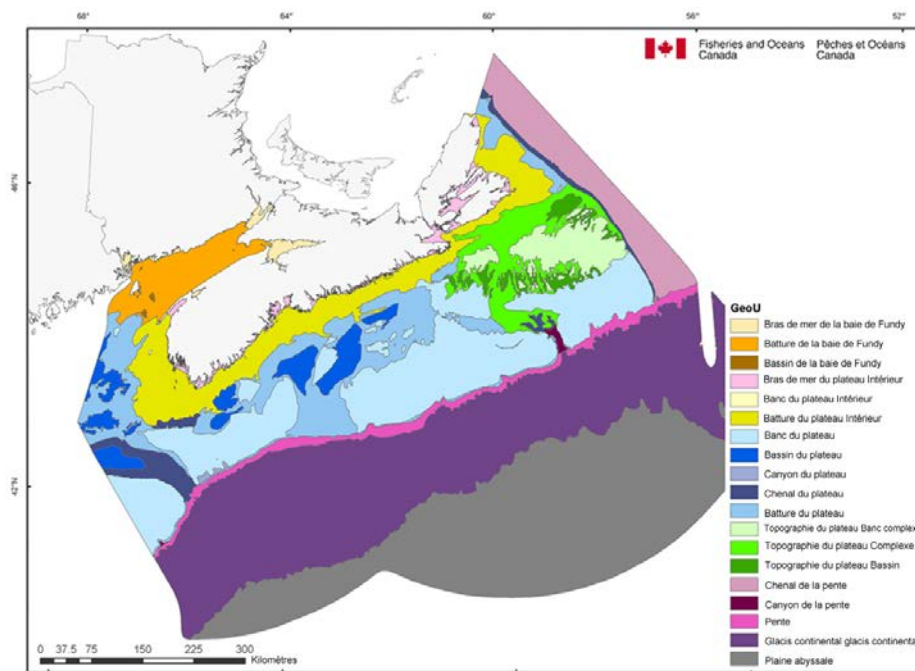 68°
64°
60°
56°
52°
Fisheries and Oceans Pêches et Océans
Canada Canada
46°N
42°N
GeoU
Bras de mer de la baie de Fundy
Batture de la baie de Fundy
Bassin de la baie de Fundy
Bras de mer du plateau Intérieur
Banc du plateau Intérieur
Batture du plateau Intérieur
Banc du plateau
Bassin du plateau
Canyon du plateau
Chenal du plateau
Batture du plateau
Topographie du plateau Banc complex
Topographie du plateau Complexe
Topographie du plateau Bassin
Chenal de la pente
Canyon de la pente
Pente
Glacis continental glacis continenta
Plaine abyssale
0 37.5 75 150 225 300
Kilomètres